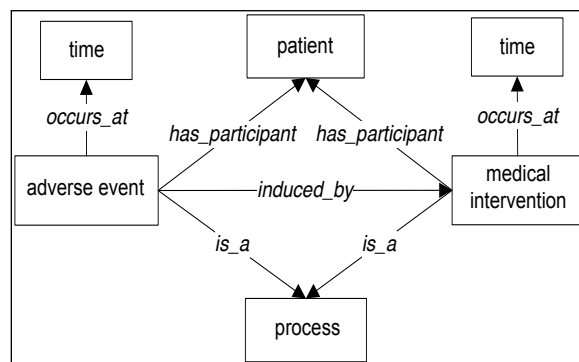 time
patient
time
occurs_at
has_participant
has_participant
occurs_at
adverse event
induced_by
medical
intervention
is_a
is_a
process